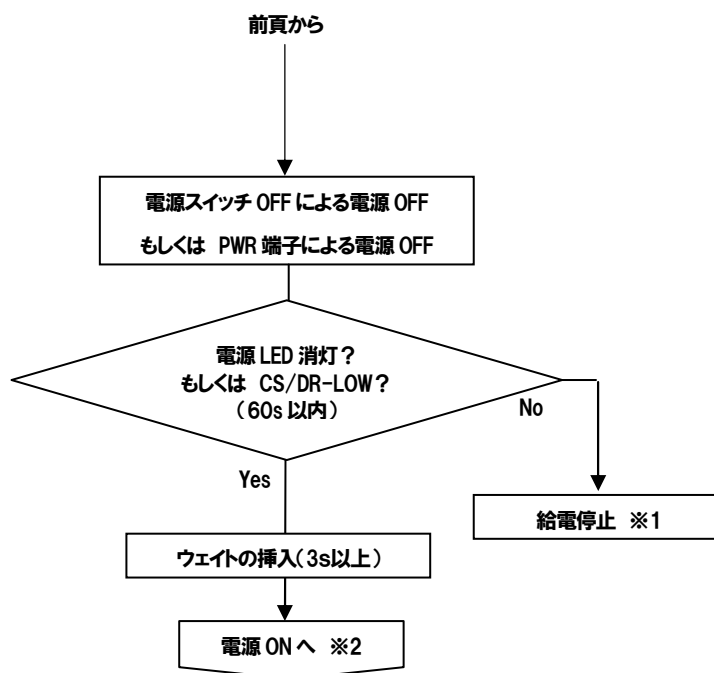 前頁から
電源スイッチ OFF による電源 OFF
もしくは PWR 端子による電源 OFF
電源 LED 消灯？
もしくは CS/DR-LOW？
（60s 以内）
No
Yes
給電停止 ※1
ウェイトの挿入（3s以上）
電源 ON へ ※2